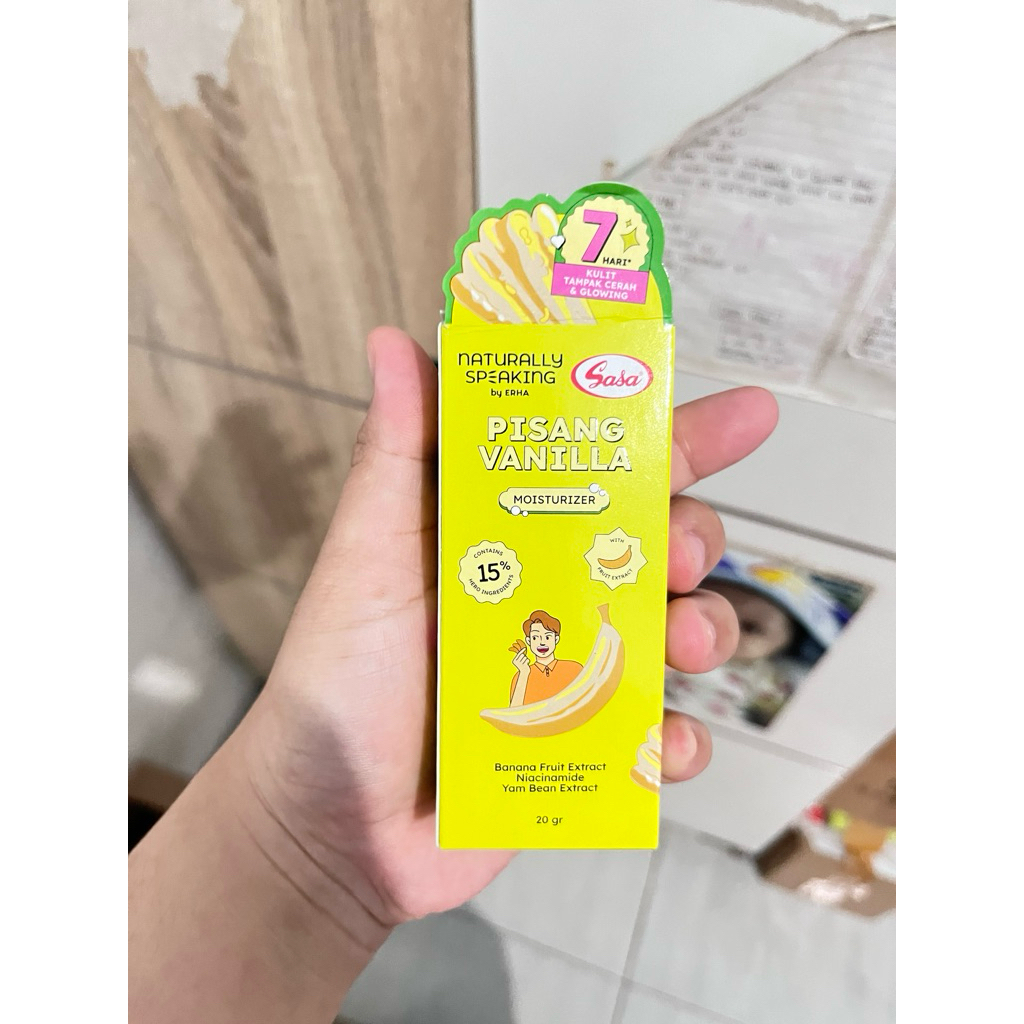 7
HARI*
KULIT
TAMPAK CERAH
& GLOWING
NATURALLY
SPEAKING
by ERHA
Sasa
PISANG
VANILLA
MOISTURIZER
CONTAINS
15%
HERO INGREDIENTS
WITH
FRUIT EXTRACT
Banana Fruit Extract
Niacinamide
Yam Bean Extract
20 gr